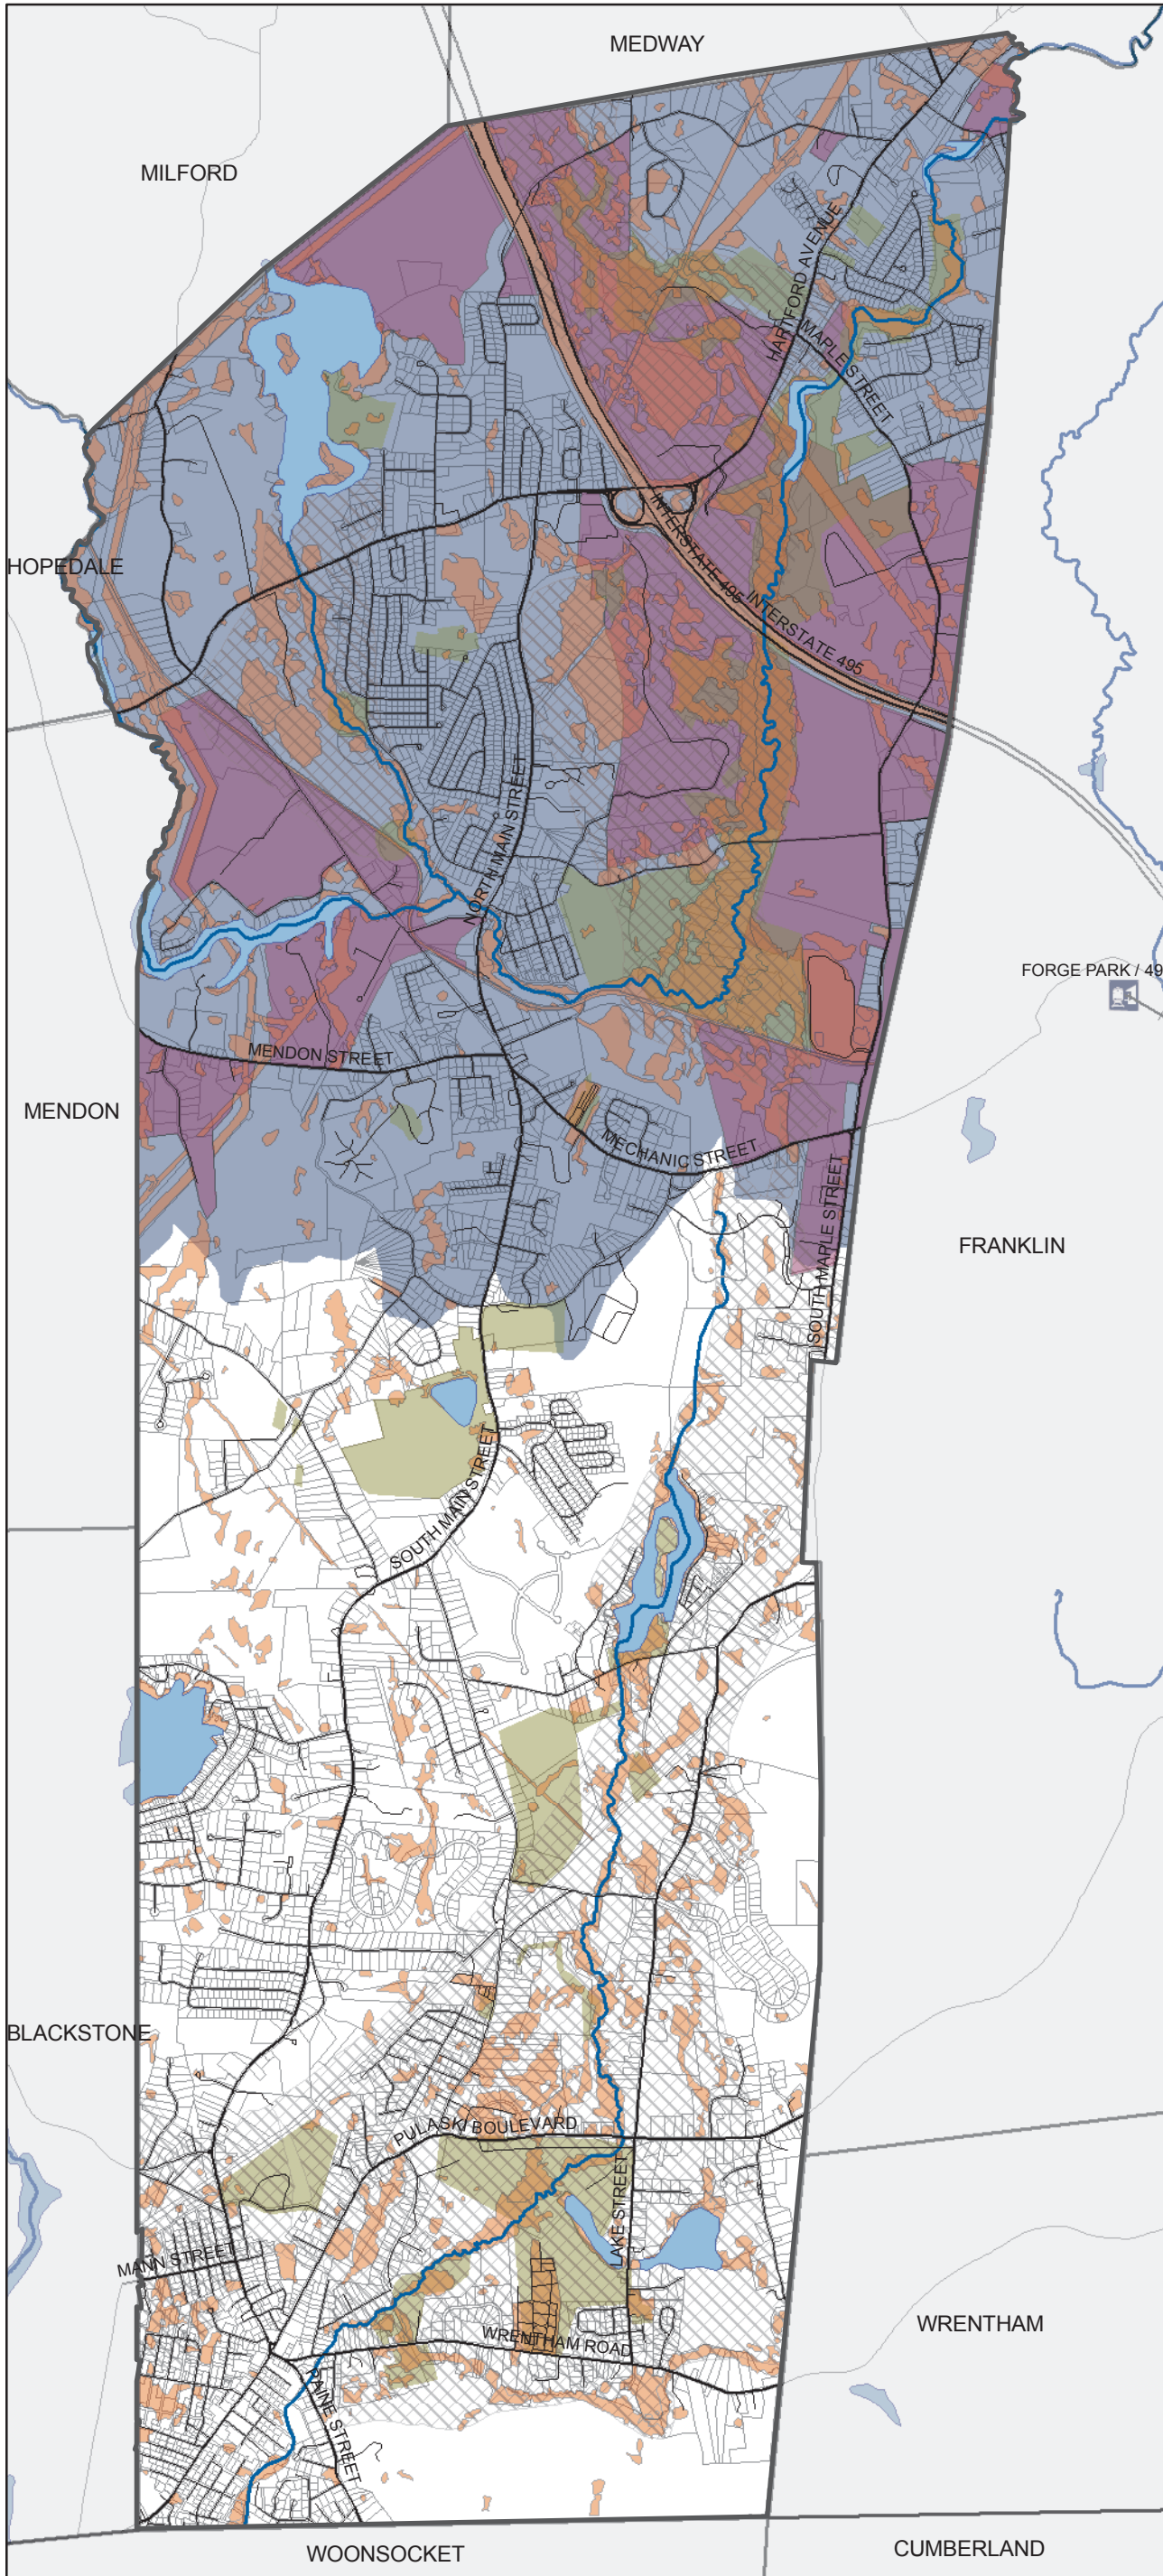 MEDWAY
MILFORD
HARTFORD AVENUE
MAPLE STREET
INTERSTATE 495
HOPEDALE
INTERSTATE 495
NORTH MAIN STREET
FORGE PARK / 49
MENDON STREET
MENDON
MECHANIC STREET
SOUTH MAPLE STREET
FRANKLIN
SOUTH MAIN STREET
BLACKSTONE
PULASKI BOULEVARD
LAKE STREET
MANN STREET
WRENTHAM
WRENTHAM ROAD
PAINE STREET
CUMBERLAND
WOONSOCKET